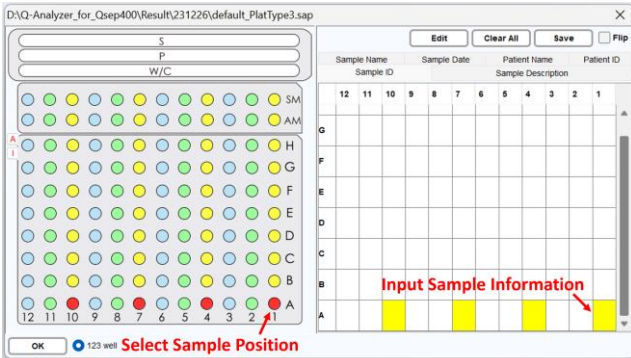 D:\Q-Analyzer_for_Qsep400\Result\231226\default_PlatType3.sap
S
P
W/C
SM
AM
A
I
H
G
F
E
D
C
B
A
12 11 10 9 8 7 6 5 4 3 2 1
OK
123 well
Select Sample Position
Edit
Clear All
Save
Flip
Sample Name Sample Date Patient Name Patient ID
Sample ID Sample Description
12 11 10 9 8 7 6 5 4 3 2 1
G
F
E
D
C
B
A
Input Sample Information